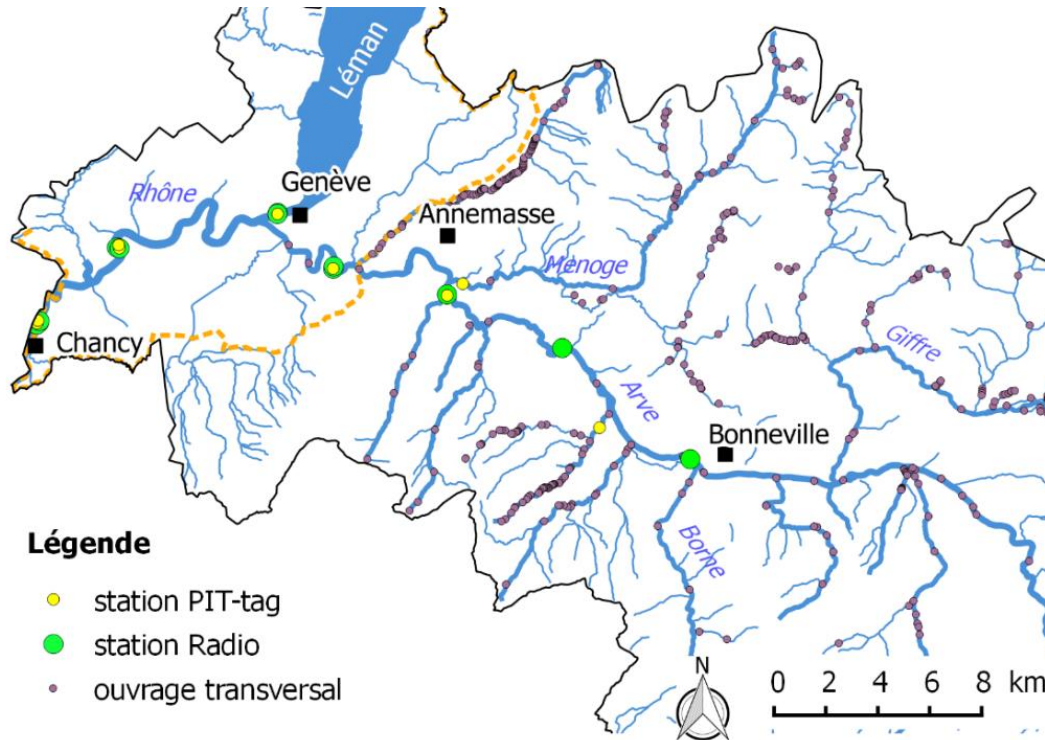 Léman
Rhône
Genève
Annemasse
Menoge
Chancy
Giffre
Arve
Bonneville
Borne
Légende
station PIT-tag
station Radio
ouvrage transversal
N
0 2 4 6 8 km